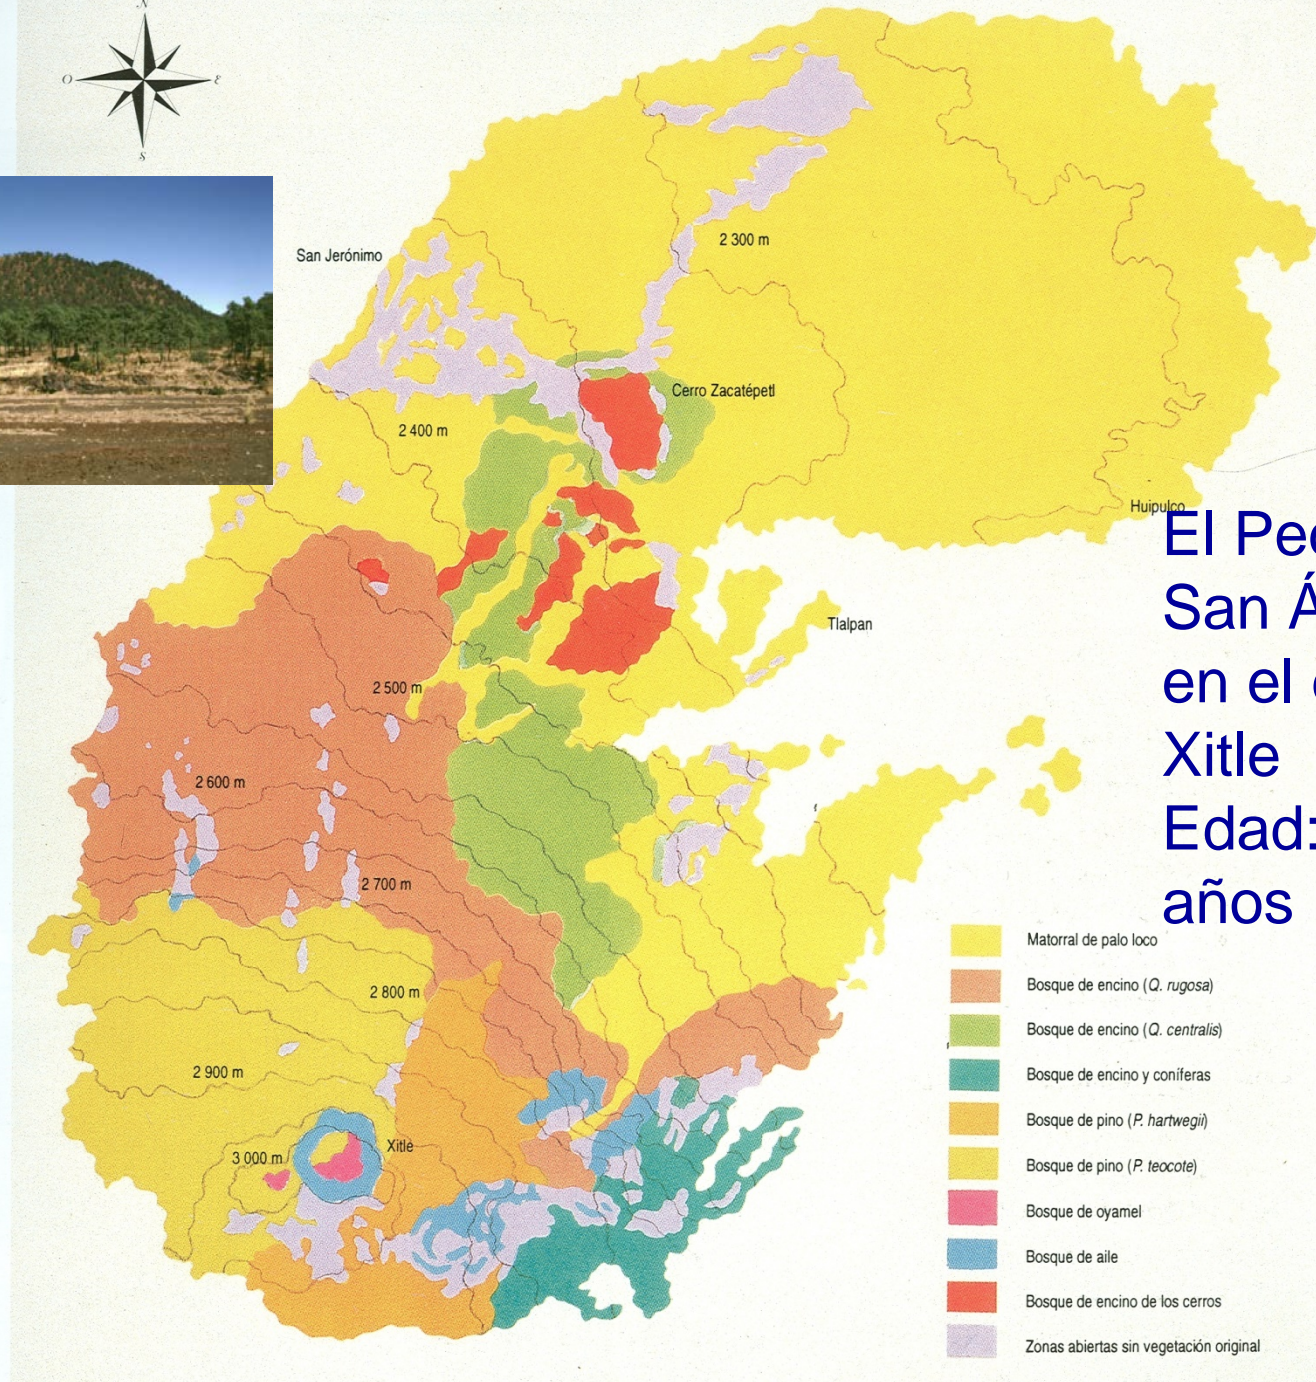 N
O
E
S
San Jerónimo
2 300 m
Cerro Zacatépetl
2 400 m
Huipulco
El
San
en el
Xitle
Edad:
años
Tlalpan
2 500 m
2 600 m
2 700 m
2 800 m
2 900 m
Xitle
3 000 m
Matorral de palo loco
Bosque de encino (Q. rugosa)
Bosque de encino (Q. centralis)
Bosque de encino y coníferas
Bosque de pino (P. hartwegii)
Bosque de pino (P. teocote)
Bosque de oyamel
Bosque de aile
Bosque de encino de los cerros
Zonas abiertas sin vegetación original